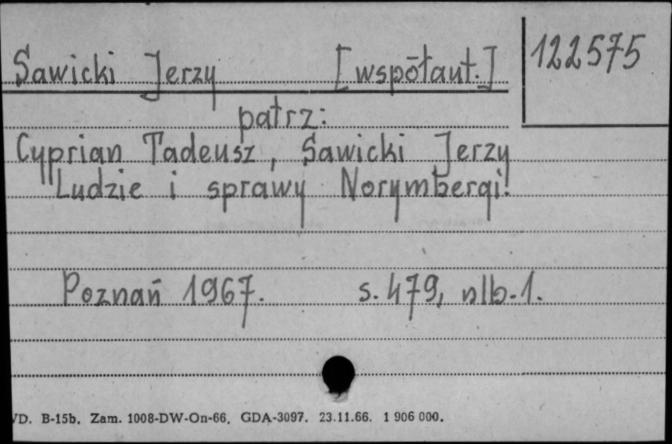 Sawicki Jerzy [współaut.] 122575
patrz:
Cyprian Tadeusz, Sawicki Jerzy
Ludzie i sprawy Norymbergi.
Poznań 1967. s. 479, nlb. 1.
VD. B-15b. Zam. 1008-DW-On-66, GDA-3097. 23.11.66. 1 906 000.